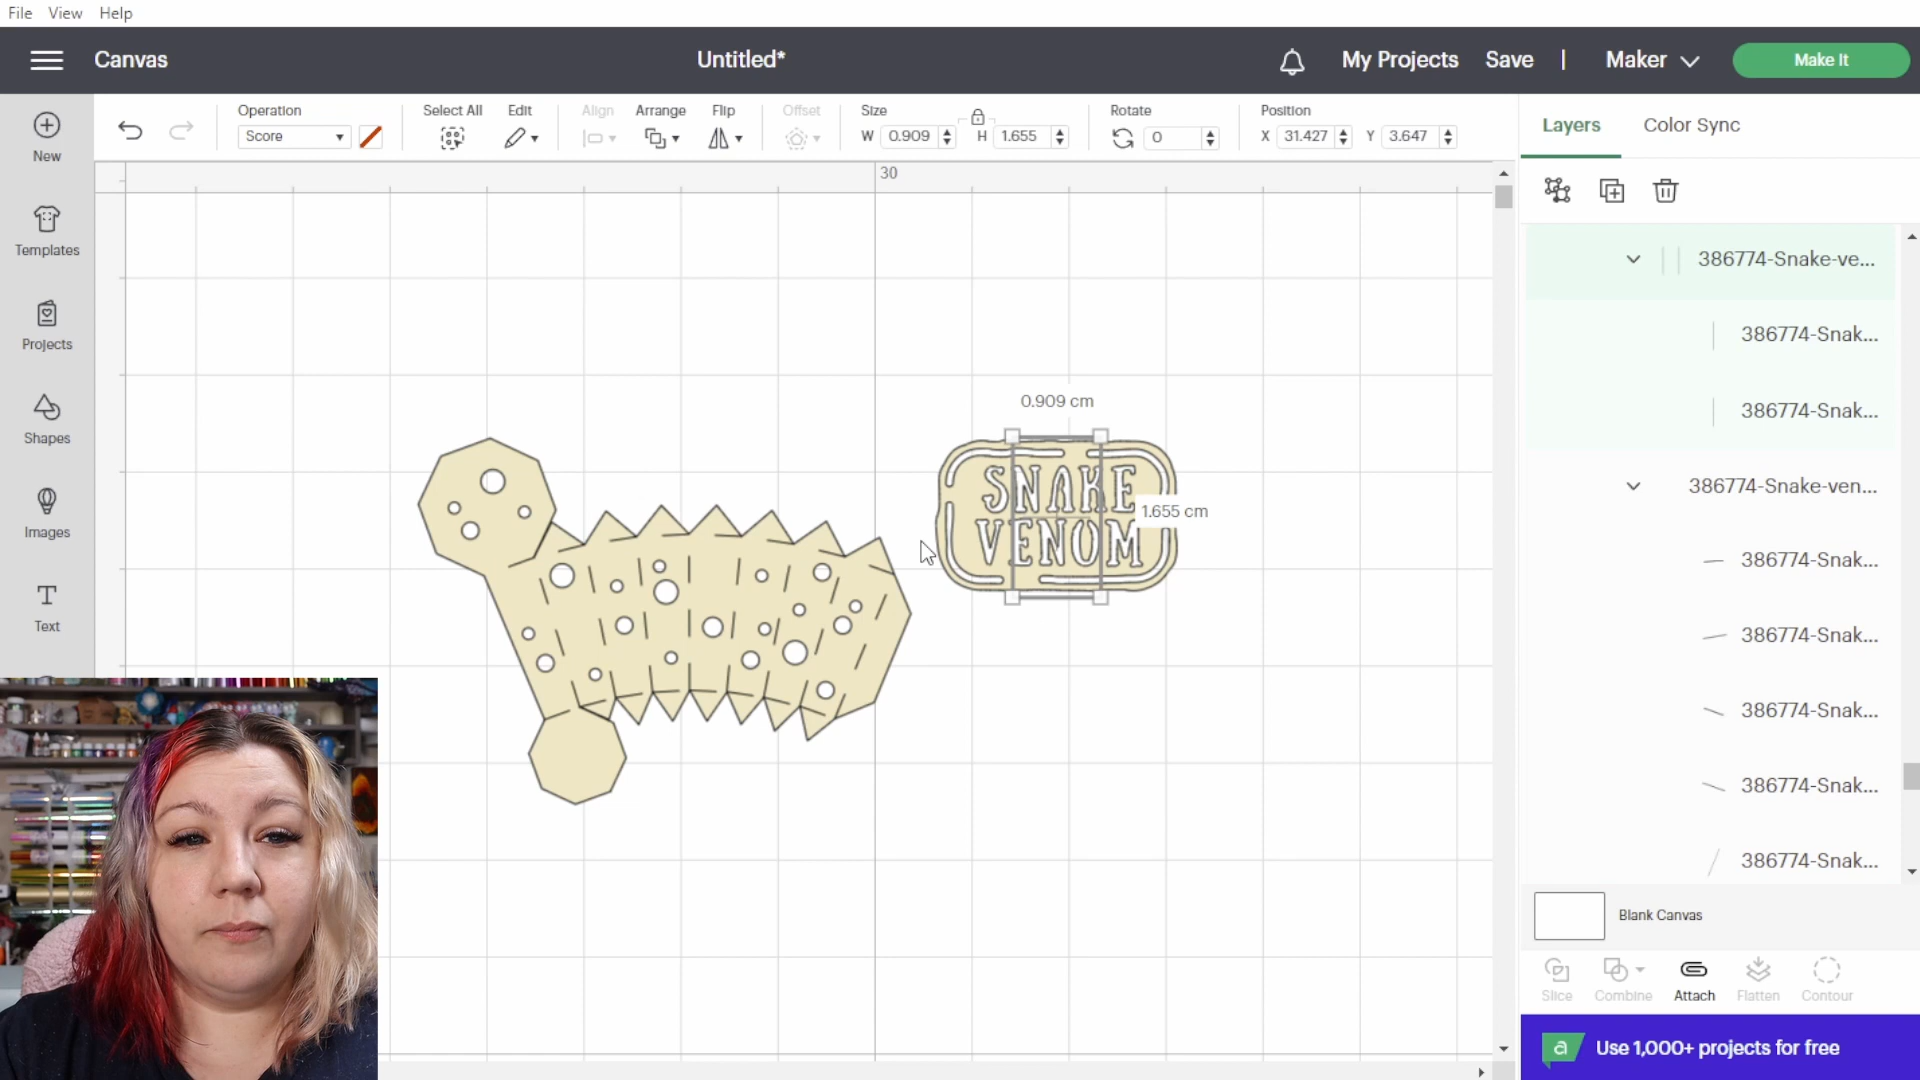 File View Help
Canvas
Untitled*
My Projects Save | Maker
Make It
New
Templates
Projects
Shapes
Images
Text
Operation
Score
Select All
Edit
Align
Arrange
Flip
Offset
Size
W 0.909
H 1.655
Rotate
0
Position
X 31.427
Y 3.647
30
0.909 cm
1.655 cm
SNAKE
VENOM
Layers
Color Sync
386774-Snake-ve...
386774-Snak...
386774-Snak...
386774-Snake-ven...
386774-Snak...
386774-Snak...
386774-Snak...
386774-Snak...
386774-Snak...
Blank Canvas
Slice
Combine
Attach
Flatten
Contour
a
Use 1,000+ projects for free